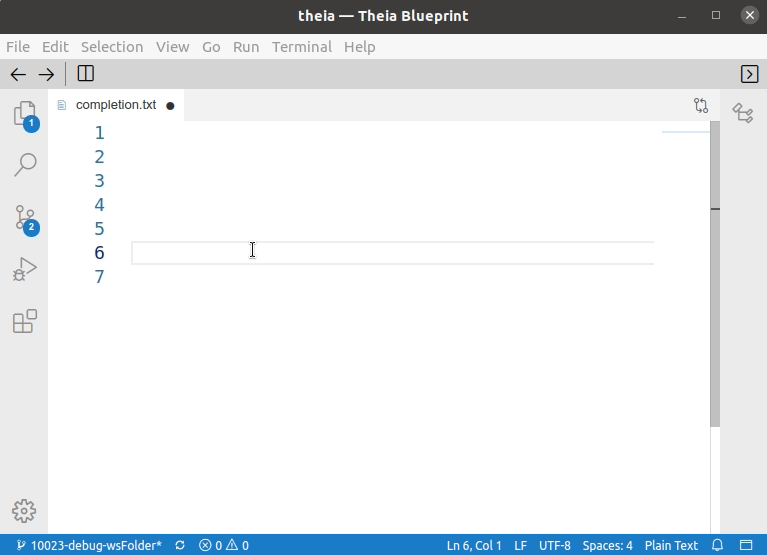 theia — Theia Blueprint
File Edit Selection View Go Run Terminal Help
completion.txt
1
1
2
3
4
5
2
6
7
10023-debug-wsFolder* 0 0 Ln 6, Col 1 LF UTF-8 Spaces: 4 Plain Text